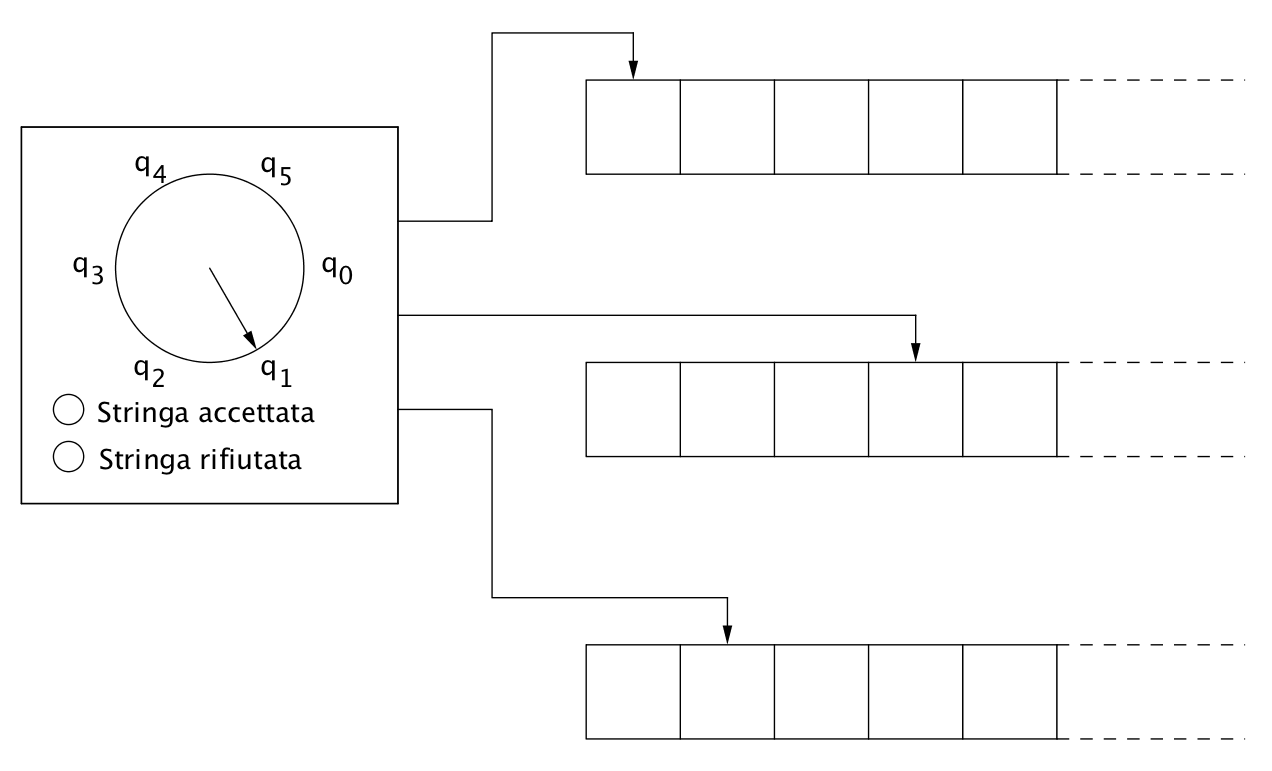 q4 q5
q3 q0
q2 q1
Stringa accettata
Stringa rifiutata